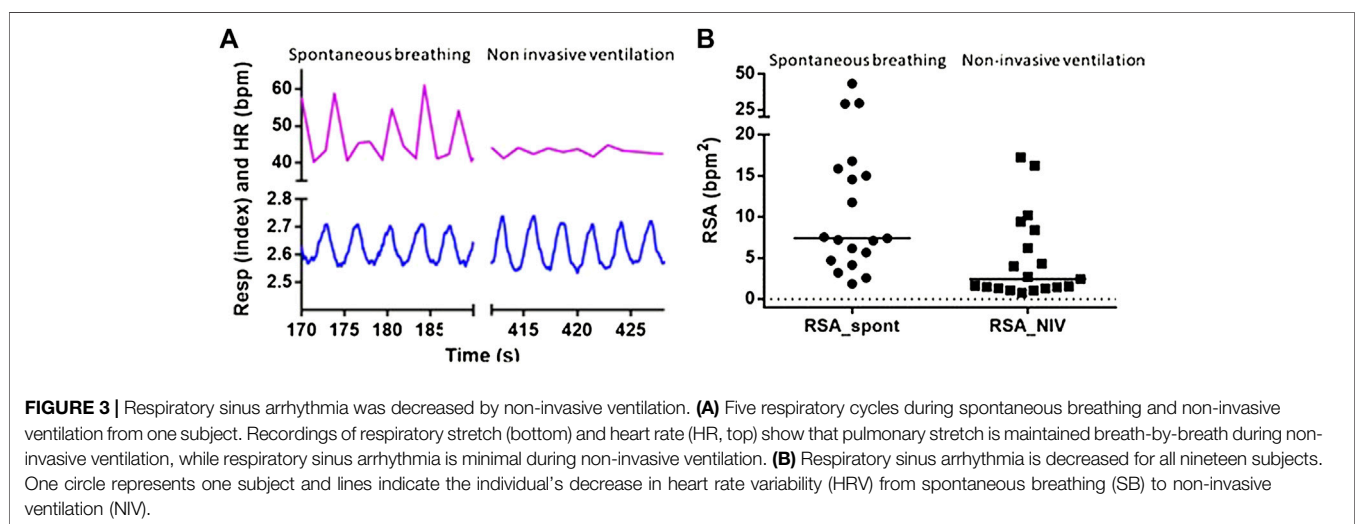 A
B
Spontaneous breathing
Non invasive ventilation
Spontaneous breathing
Non-invasive ventilation
Resp (index) and HR (bpm)
60
50
40
2.8
2.7
2.6
2.5
170
175
180
185
415
420
425
Time (s)
RSA (bpm²)
50
25
20
15
10
5
0
RSA_spont
RSA_NIV
FIGURE 3 | Respiratory sinus arrhythmia was decreased by non-invasive ventilation. (A) Five respiratory cycles during spontaneous breathing and non-invasive
ventilation from one subject. Recordings of respiratory stretch (bottom) and heart rate (HR, top) show that pulmonary stretch is maintained breath-by-breath during non-
invasive ventilation, while respiratory sinus arrhythmia is minimal during non-invasive ventilation. (B) Respiratory sinus arrhythmia is decreased for all nineteen subjects.
One circle represents one subject and lines indicate the individual's decrease in heart rate variability (HRV) from spontaneous breathing (SB) to non-invasive
ventilation (NIV).